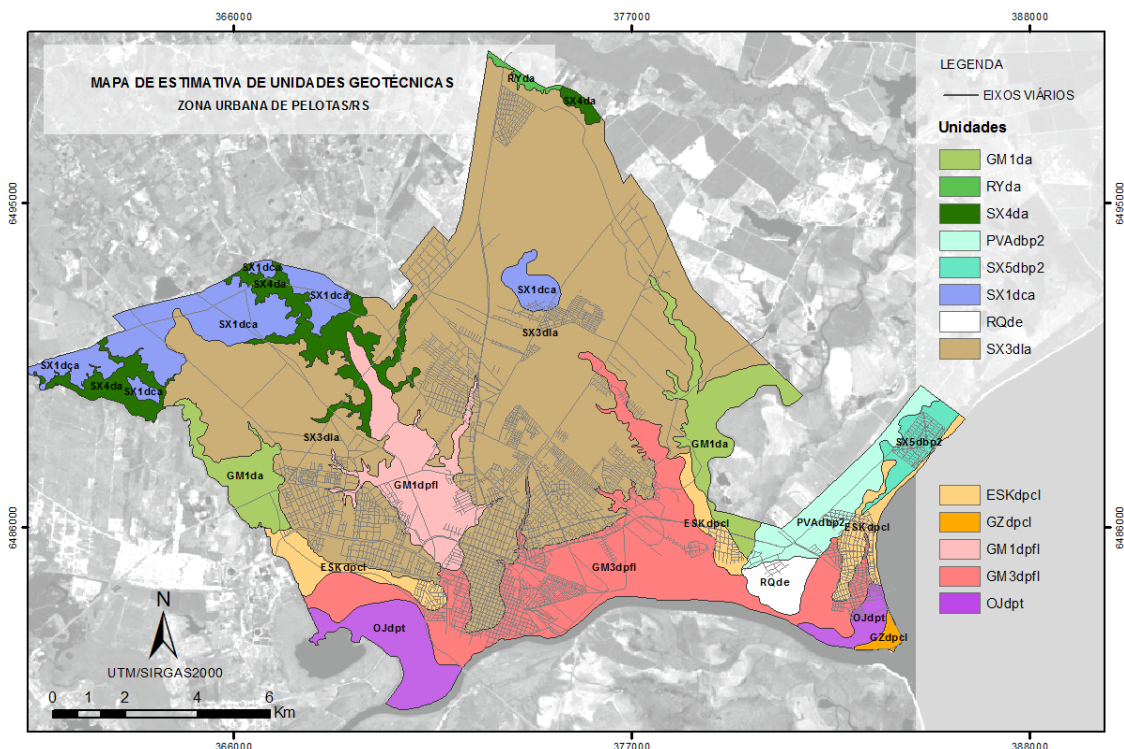 366000
377000
388000
MAPA DE ESTIMATIVA DE UNIDADES GEOTÉCNICAS
ZONA URBANA DE PELOTAS/RS
LEGENDA
EIXOS VIÁRIOS
Unidades
GM1da
RYda
SX4da
PVAdbp2
SX5dbp2
SX1dca
RQde
SX3dla
ESKdpcl
GZdpcl
GM1dpfl
GM3dpfl
OJdpt
RYda
SX4da
6495000
6495000
SX1dca
SX4da
SX1dca
SX1dca
SX1dca
SX3dla
SX1dca
SX4da
SX1dca
SX3dla
GM1da
SX5dbp2
GM1da
GM1dpfl
6486000
6486000
ESKdpcl
PVAdbp2
ESKdpcl
ESKdpcl
GM3dpfl
RQde
OJdpt
OJdpt
GZdpcl
N
UTM/SIRGAS2000
0 1 2 4 6
Km
366000
377000
388000